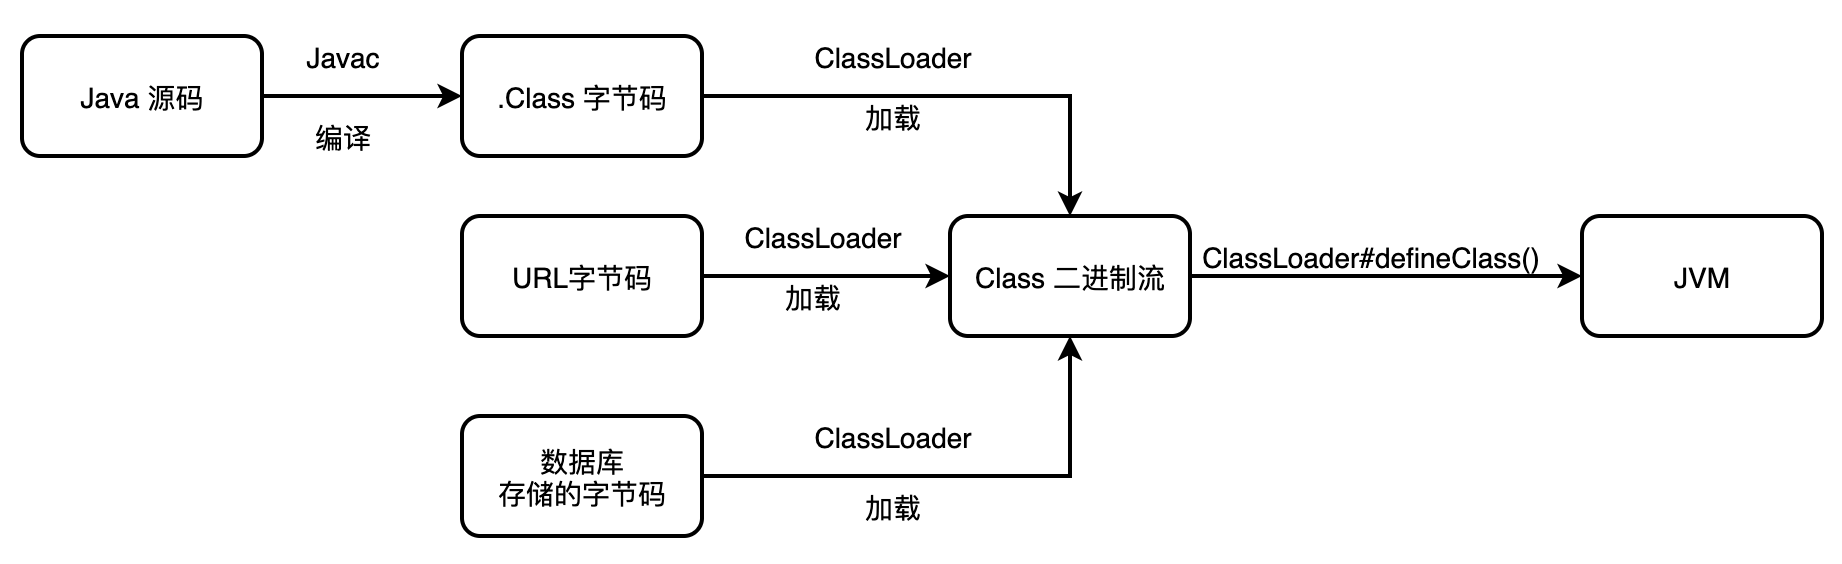 Java 源码
Javac
编译
.Class 字节码
ClassLoader
加载
URL字节码
ClassLoader
加载
Class 二进制流
ClassLoader#defineClass()
JVM
数据库
存储的字节码
ClassLoader
加载